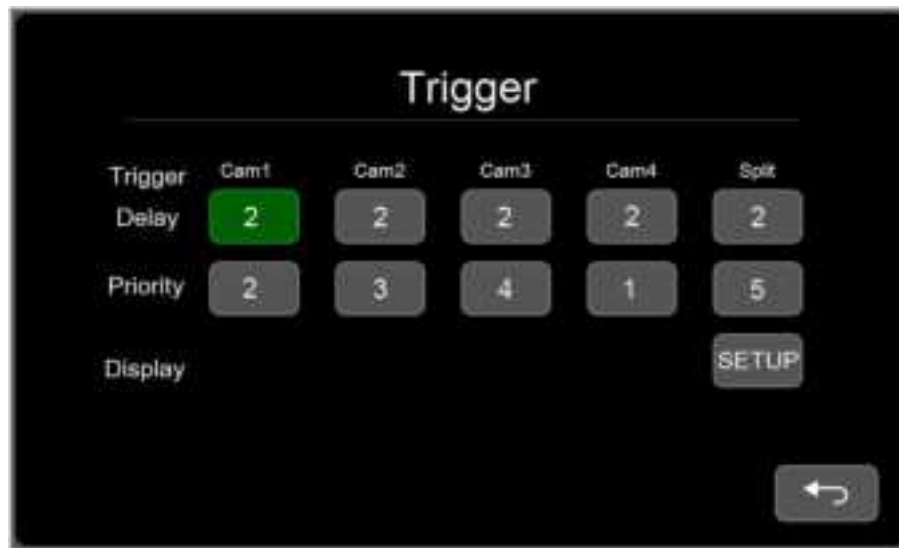 Trigger
Trigger Cam1 Cam2 Cam3 Cam4 Split
Delay 2 2 2 2 2
Priority 2 3 4 1 5
Display SETUP